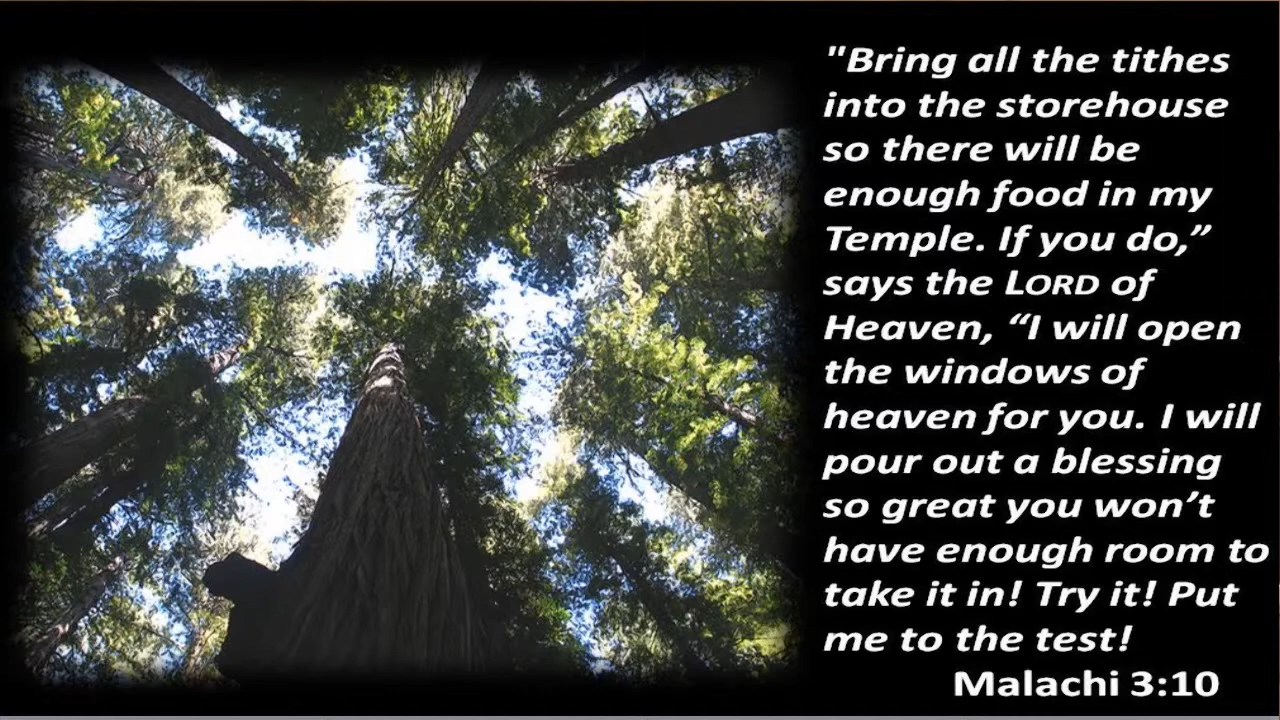 "Bring all the tithes
into the storehouse
so there will be
enough food in my
Temple. If you do,”
says the LORD of
Heaven, “I will open
the windows of
heaven for you. I will
pour out a blessing
so great you won’t
have enough room to
take it in! Try it! Put
me to the test!
Malachi 3:10